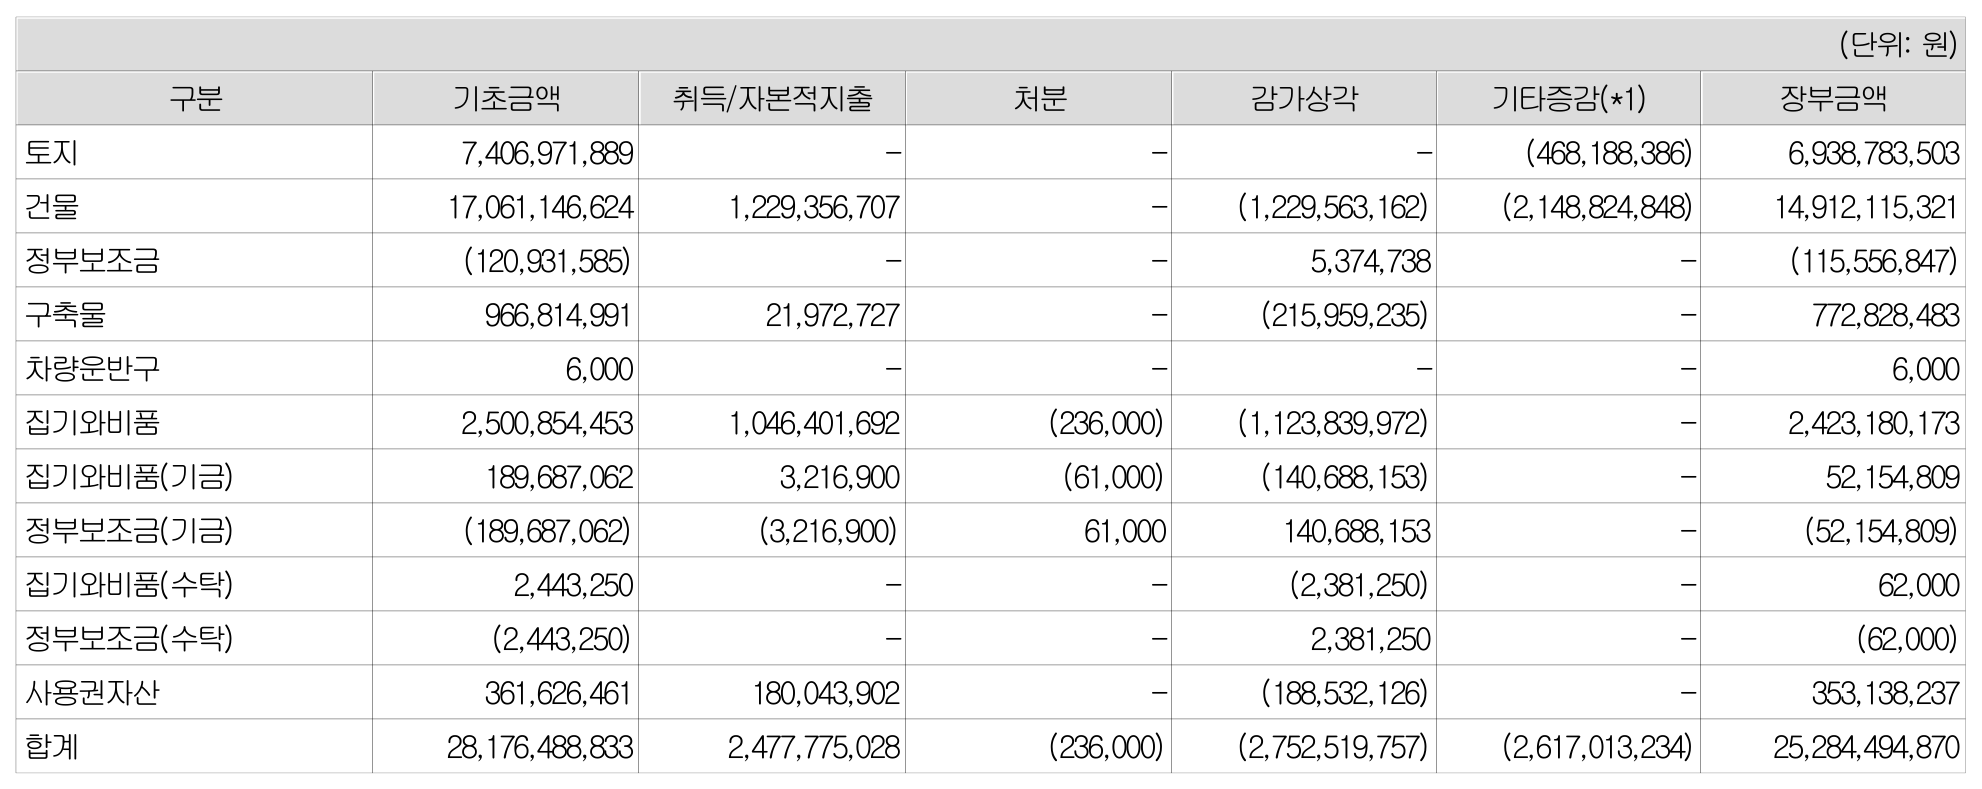 (단위: 원)
구분 기초금액 취득/자본적지출 처분 감가상각 기타증감(*1) 장부금액
토지 7,406,971,889 – – – (468,188,386) 6,938,783,503
건물 17,061,146,624 1,229,356,707 – (1,229,563,162) (2,148,824,848) 14,912,115,321
정부보조금 (120,931,585) – – 5,374,738 – (115,556,847)
구축물 966,814,991 21,972,727 – (215,959,235) – 772,828,483
차량운반구 6,000 – – – – 6,000
집기와비품 2,500,854,453 1,046,401,692 (236,000) (1,123,839,972) – 2,423,180,173
집기와비품(기금) 189,687,062 3,216,900 (61,000) (140,688,153) – 52,154,809
정부보조금(기금) (189,687,062) (3,216,900) 61,000 140,688,153 – (52,154,809)
집기와비품(수탁) 2,443,250 – – (2,381,250) – 62,000
정부보조금(수탁) (2,443,250) – – 2,381,250 – (62,000)
사용권자산 361,626,461 180,043,902 – (188,532,126) – 353,138,237
합계 28,176,488,833 2,477,775,028 (236,000) (2,752,519,757) (2,617,013,234) 25,284,494,870